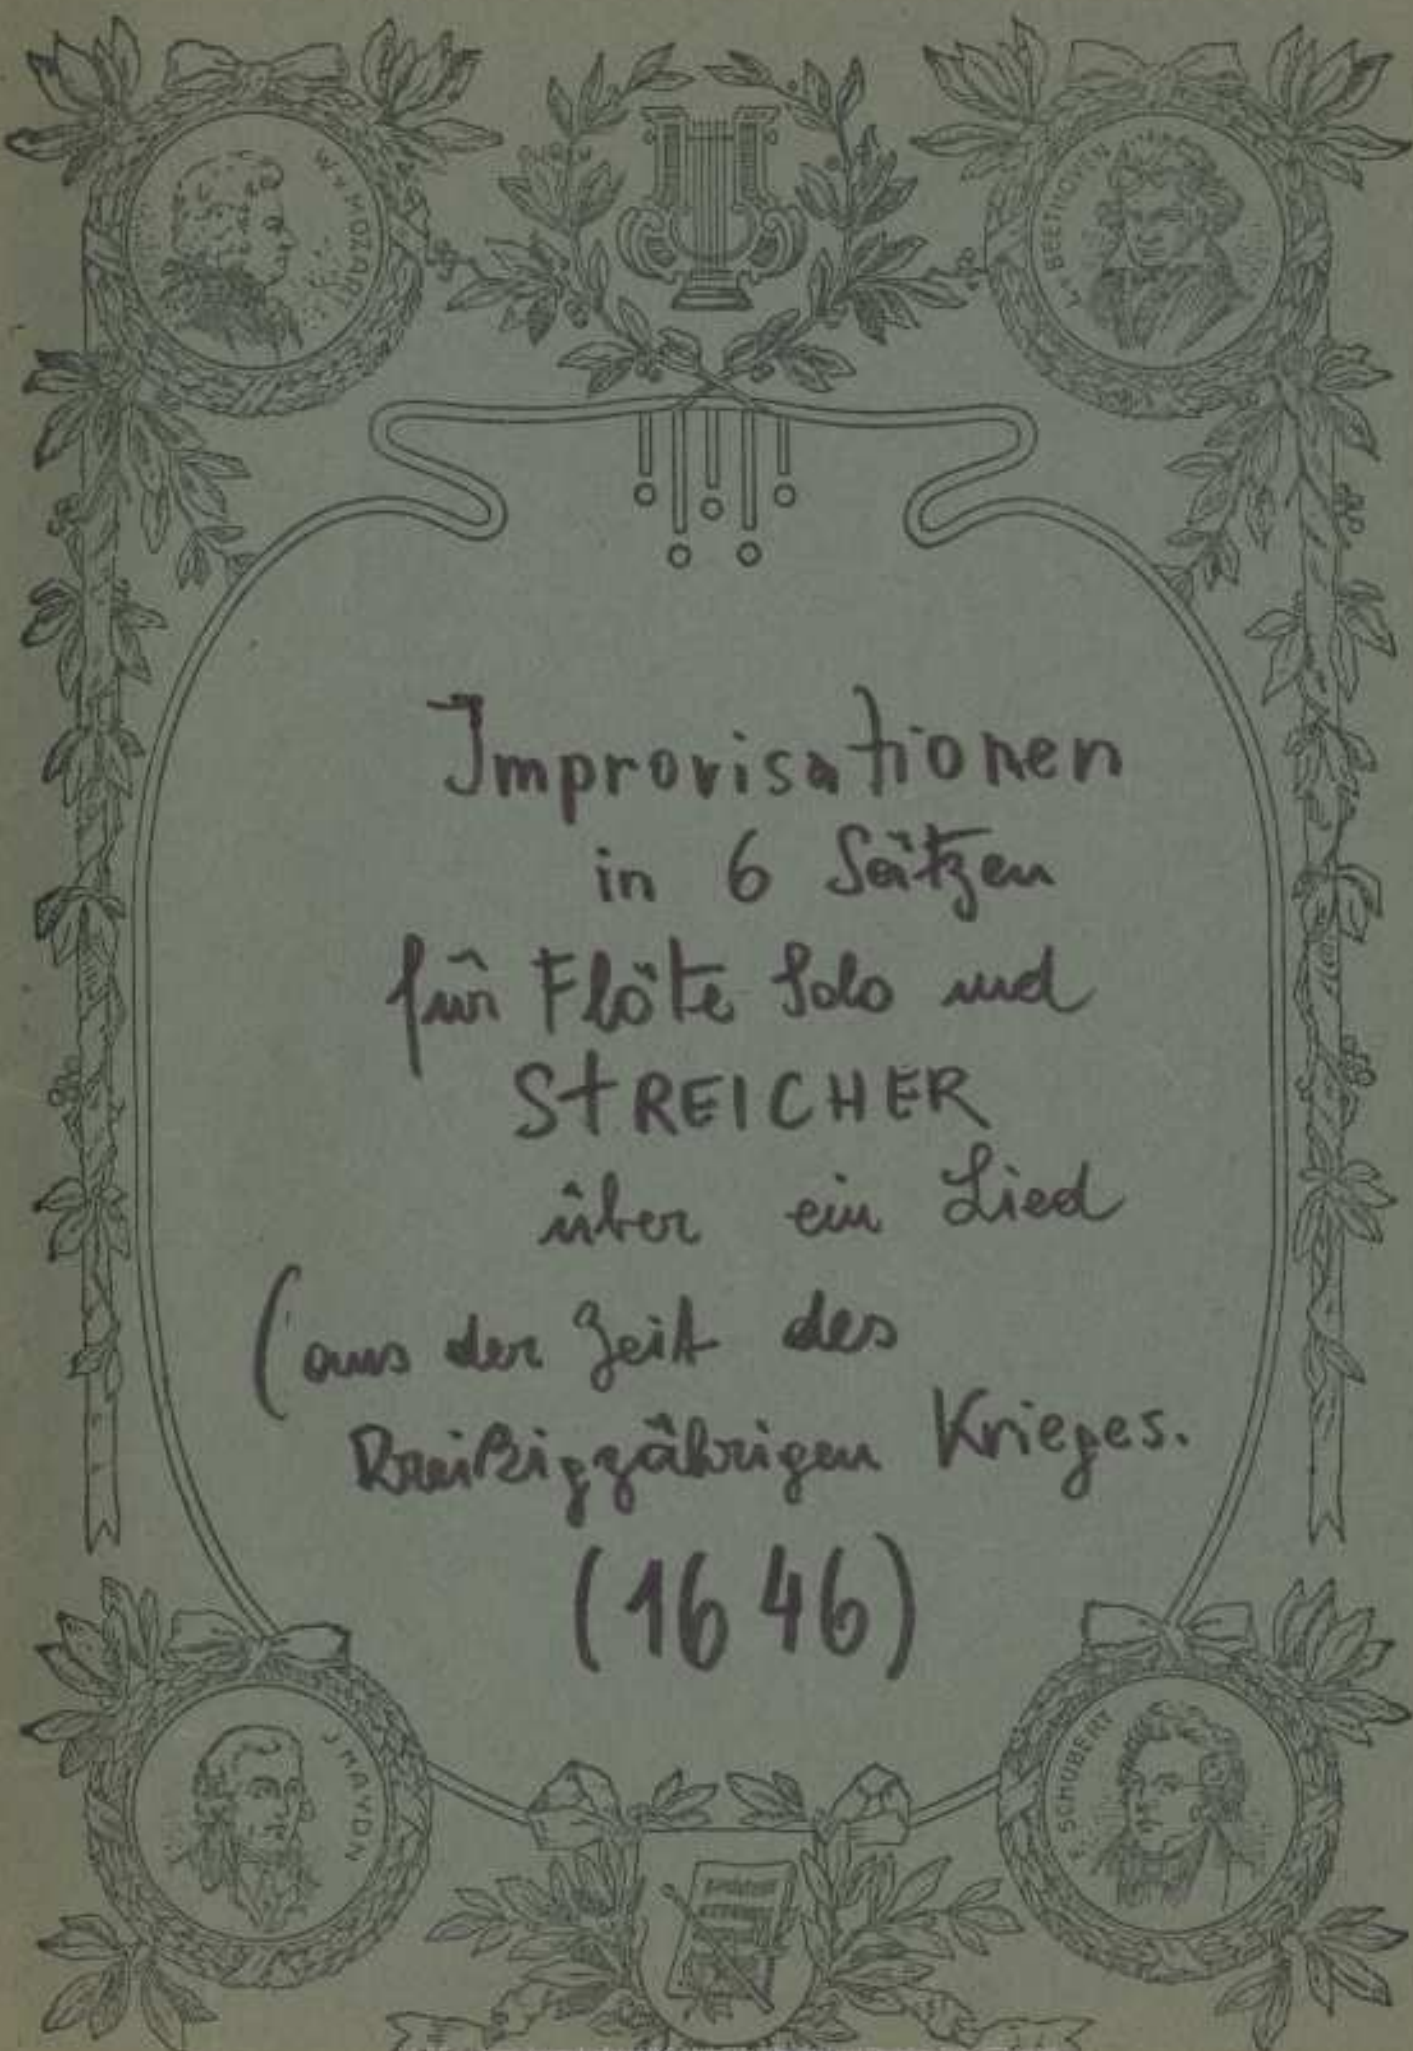 W. v. MOZART
L. v. BEETHOVEN
Improvisationen
in 6 Sätzen
für Flöte Solo und
STREICHER
über ein Lied
(aus der Zeit des
Dreißigjährigen Krieges.
(1646)
J HAYDN
F. SCHUBERT